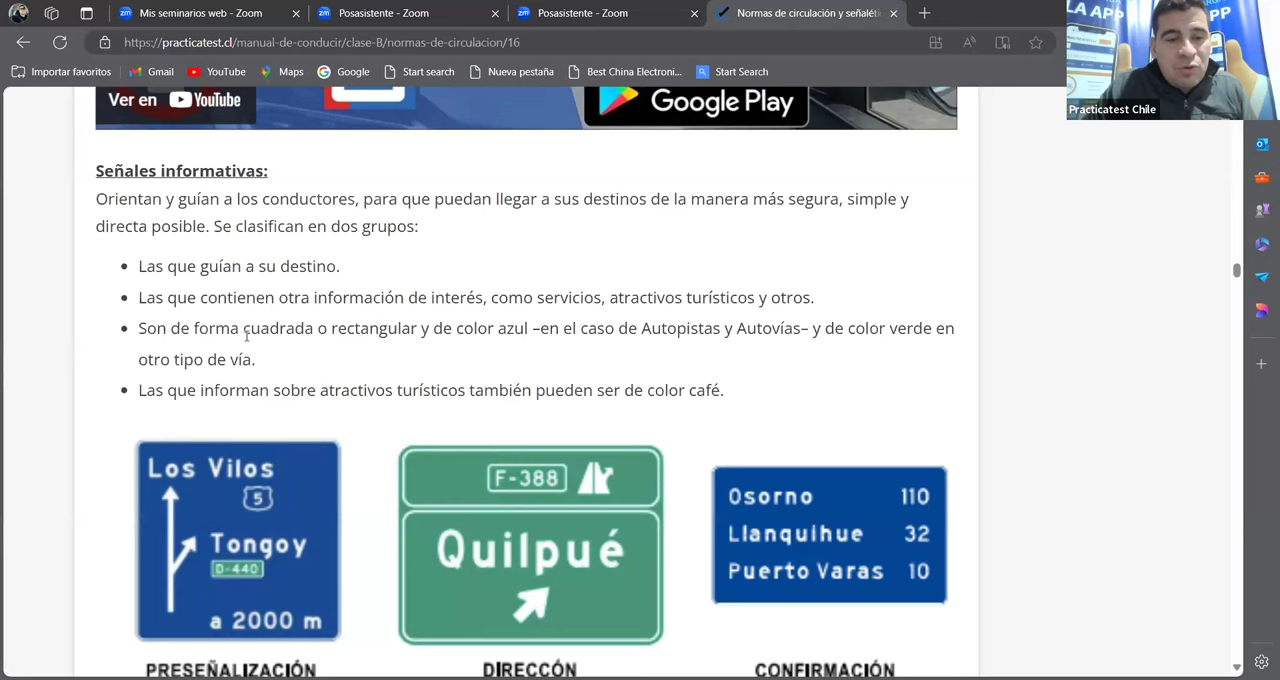 Mis seminarios web - Zoom
Posasistente - Zoom
Posasistente - Zoom
Normas de circulación y señaléti
https://practicatest.cl/manual-de-conducir/clase-B/normas-de-circulacion/16
Importar favoritos
Gmail
YouTube
Maps
Google
Start search
Nueva pestaña
Best China Electroni...
Start Search
LA APP
PP
Practicatest Chile
Ver en YouTube
Google Play
Señales informativas:
Orientan y guían a los conductores, para que puedan llegar a sus destinos de la manera más segura, simple y
directa posible. Se clasifican en dos grupos:
Las que guían a su destino.
Las que contienen otra información de interés, como servicios, atractivos turísticos y otros.
Son de forma cuadrada o rectangular y de color azul –en el caso de Autopistas y Autovías– y de color verde en
otro tipo de vía.
Las que informan sobre atractivos turísticos también pueden ser de color café.
Los Vilos
5
Tongoy
D-440
a 2000 m
PRESEÑALIZACIÓN
F-388
Quilpué
DIRECCÓN
Osorno 110
Llanquihue 32
Puerto Varas 10
CONFIRMACIÓN